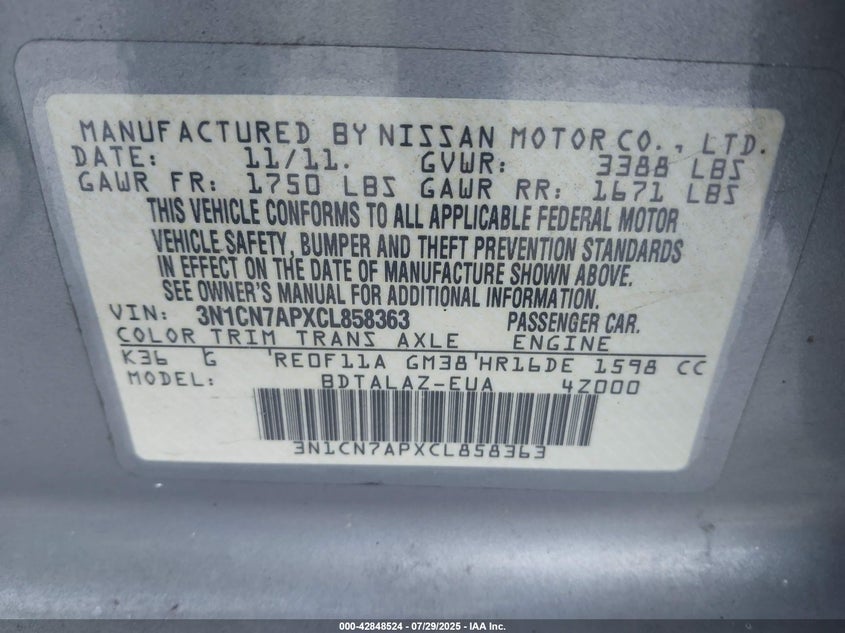 MANUFACTURED BY NISSAN MOTOR CO., LTD.
DATE: 11/11. GVWR: 3388 LBS
GAWR FR: 1750 LBS GAWR RR: 1671 LBS
THIS VEHICLE CONFORMS TO ALL APPLICABLE FEDERAL MOTOR
VEHICLE SAFETY, BUMPER AND THEFT PREVENTION STANDARDS
IN EFFECT ON THE DATE OF MANUFACTURE SHOWN ABOVE.
SEE OWNER'S MANUAL FOR ADDITIONAL INFORMATION.
VIN: 3N1CN7APXCL858363 PASSENGER CAR.
COLOR TRIM TRANS AXLE ENGINE
K36 G RE0F11A GM38 HR16DE 1598 CC
MODEL: BDTALAZ-EUA 4Z000
3N1CN7APXCL858363
000-42848524 / 07/29/2025 - IAA Inc.